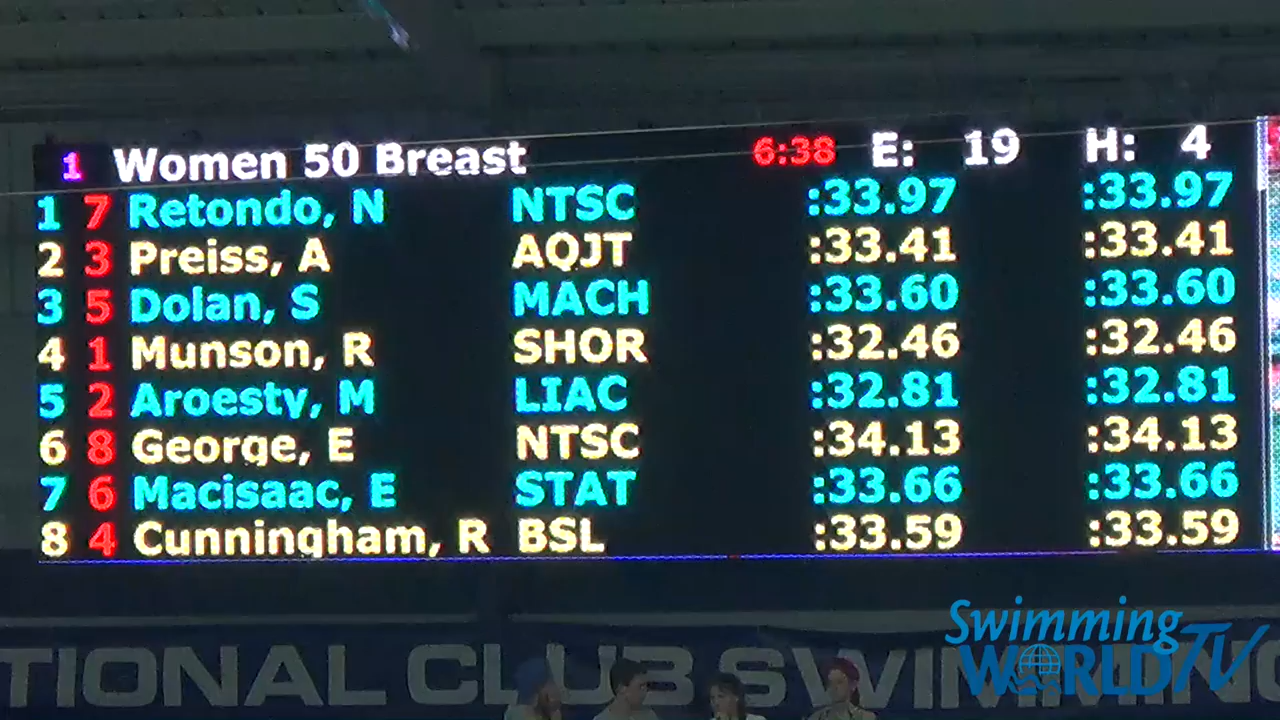 1 Women 50 Breast 6:38 E: 19 H: 4
1 7 Retondo, N NTSC :33.97 :33.97
2 3 Preiss, A AQJT :33.41 :33.41
3 5 Dolan, S MACH :33.60 :33.60
4 1 Munson, R SHOR :32.46 :32.46
5 2 Aroesty, M LIAC :32.81 :32.81
6 8 George, E NTSC :34.13 :34.13
7 6 Macisaac, E STAT :33.66 :33.66
8 4 Cunningham, R BSL :33.59 :33.59
TIONAL CLUB SWIMMING
Swimming
WORLD TV